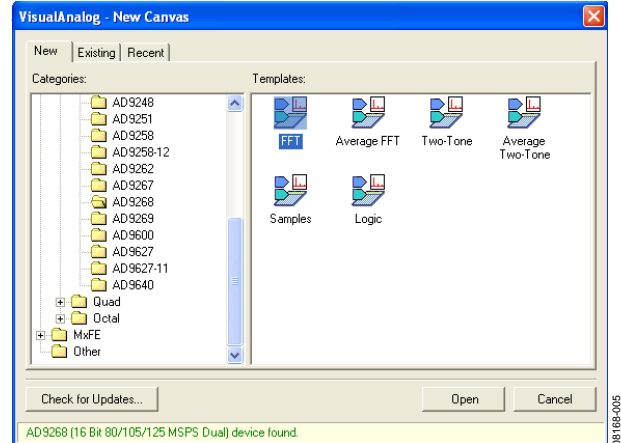 VisualAnalog - New Canvas
New Existing Recent
Categories:
Templates:
AD9248
AD9251
AD9258
AD9258-12
AD9262
AD9267
AD9268
AD9269
AD9600
AD9627
AD9627-11
AD9640
Quad
Octal
MxFE
Other
FFT
Average FFT
Two-Tone
Average
Two-Tone
Samples
Logic
Check for Updates...
Open
Cancel
AD9268 (16 Bit 80/105/125 MSPS Dual) device found.
08168-005